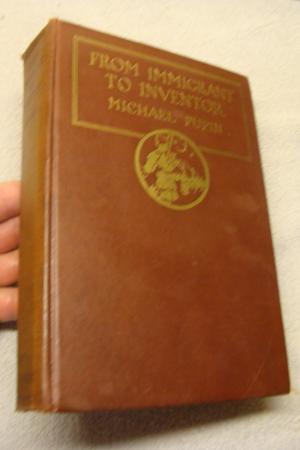 FROM IMMIGRANT
TO INVENTOR
MICHAEL PUPIN